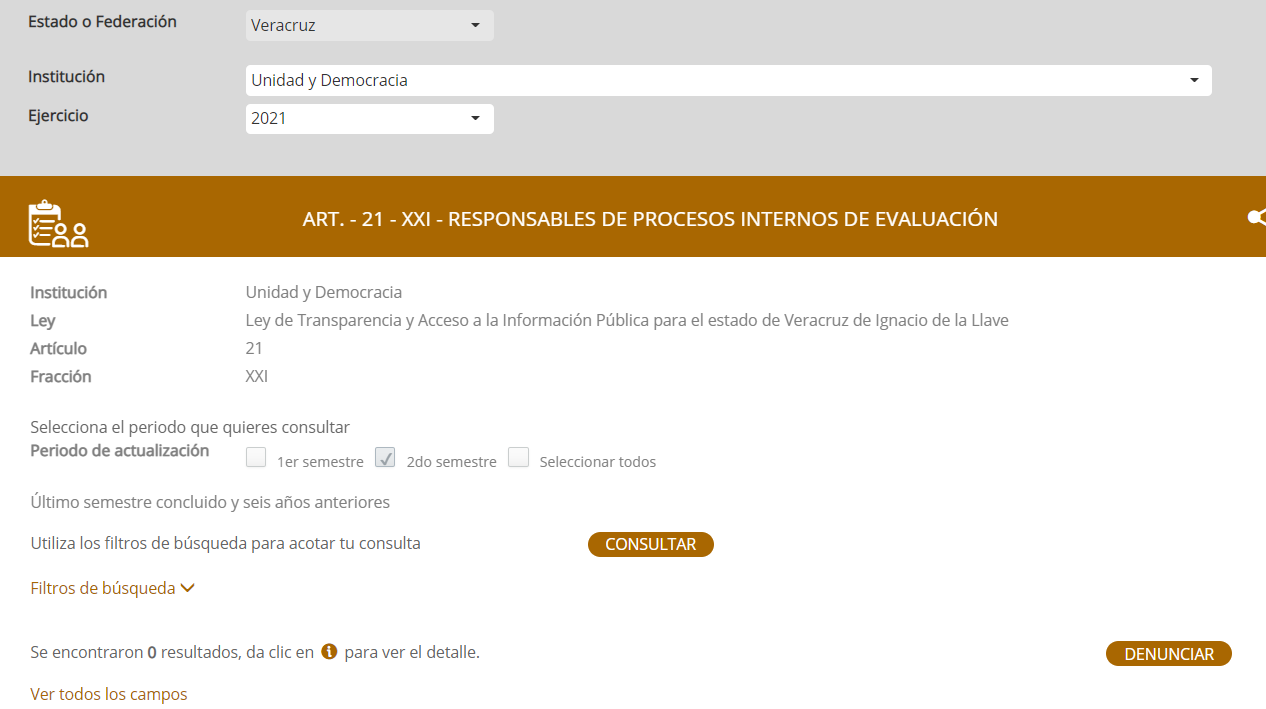 Estado o Federación Veracruz
Institución Unidad y Democracia
Ejercicio 2021
ART. - 21 - XXI - RESPONSABLES DE PROCESOS INTERNOS DE EVALUACIÓN
Institución Unidad y Democracia
Ley Ley de Transparencia y Acceso a la Información Pública para el estado de Veracruz de Ignacio de la Llave
Artículo 21
Fracción XXI
Selecciona el periodo que quieres consultar
Periodo de actualización 1er semestre 2do semestre Seleccionar todos
Último semestre concluido y seis años anteriores
Utiliza los filtros de búsqueda para acotar tu consulta CONSULTAR
Filtros de búsqueda
Se encontraron 0 resultados, da clic en para ver el detalle. DENUNCIAR
Ver todos los campos